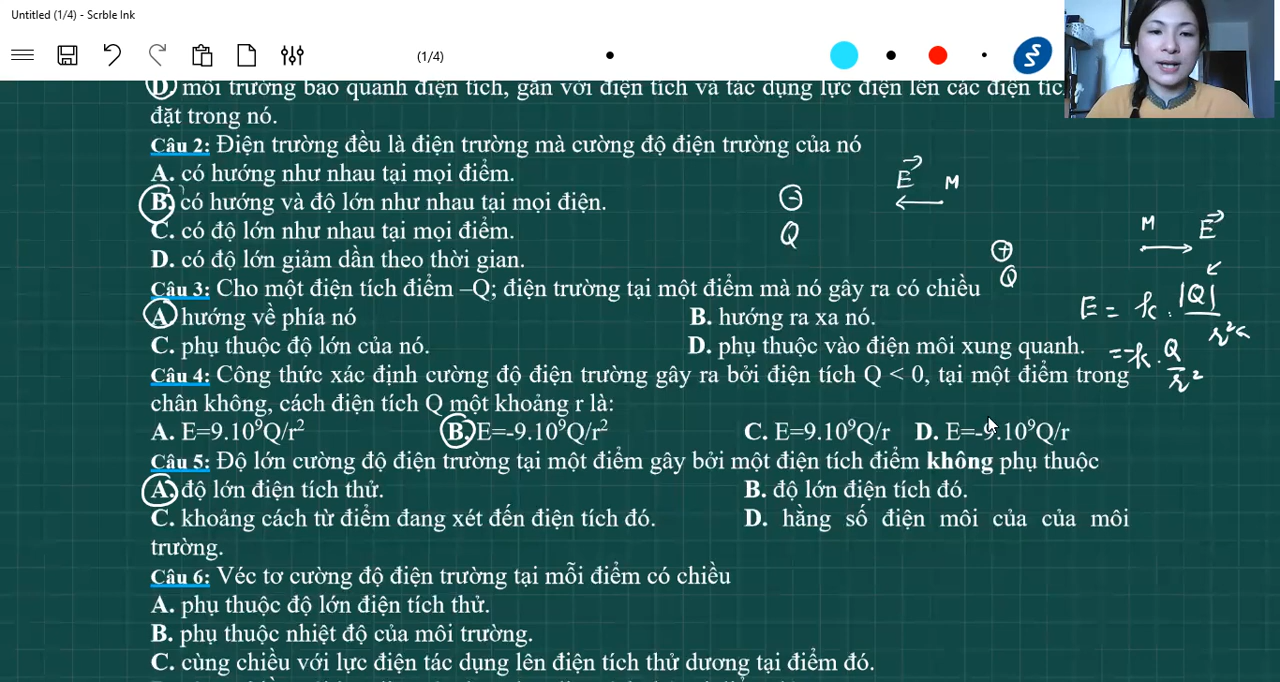 Untitled (1/4) - Scrble Ink
(1/4)
D. môi trường bao quanh điện tích, gắn với điện tích và tác dụng lực điện lên các điện tíc
đặt trong nó.
Câu 2: Điện trường đều là điện trường mà cường độ điện trường của nó
A. có hướng như nhau tại mọi điểm.
B. có hướng và độ lớn như nhau tại mọi điện.
C. có độ lớn như nhau tại mọi điểm.
D. có độ lớn giảm dần theo thời gian.
Câu 3: Cho một điện tích điểm –Q; điện trường tại một điểm mà nó gây ra có chiều
A. hướng về phía nó B. hướng ra xa nó.
C. phụ thuộc độ lớn của nó. D. phụ thuộc vào điện môi xung quanh.
Câu 4: Công thức xác định cường độ điện trường gây ra bởi điện tích Q < 0, tại một điểm trong
chân không, cách điện tích Q một khoảng r là:
A. E=9.10⁹Q/r² B. E=-9.10⁹Q/r² C. E=9.10⁹Q/r D. E=-9.10⁹Q/r
Câu 5: Độ lớn cường độ điện trường tại một điểm gây bởi một điện tích điểm không phụ thuộc
A. độ lớn điện tích thử. B. độ lớn điện tích đó.
C. khoảng cách từ điểm đang xét đến điện tích đó. D. hằng số điện môi của của môi
trường.
Câu 6: Véc tơ cường độ điện trường tại mỗi điểm có chiều
A. phụ thuộc độ lớn điện tích thử.
B. phụ thuộc nhiệt độ của môi trường.
C. cùng chiều với lực điện tác dụng lên điện tích thử dương tại điểm đó.
E⃗ M
⊖
Q
M E⃗
⊕
Q
E = k . |Q| / r²
= -k . Q / r²